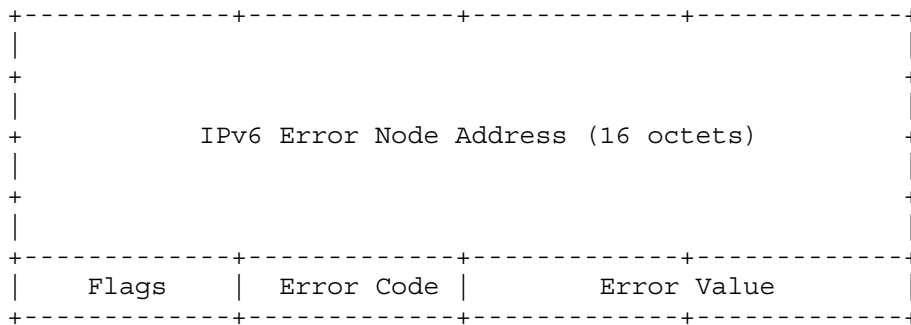 IPv6 Error Node Address (16 octets)
Flags | Error Code | Error Value